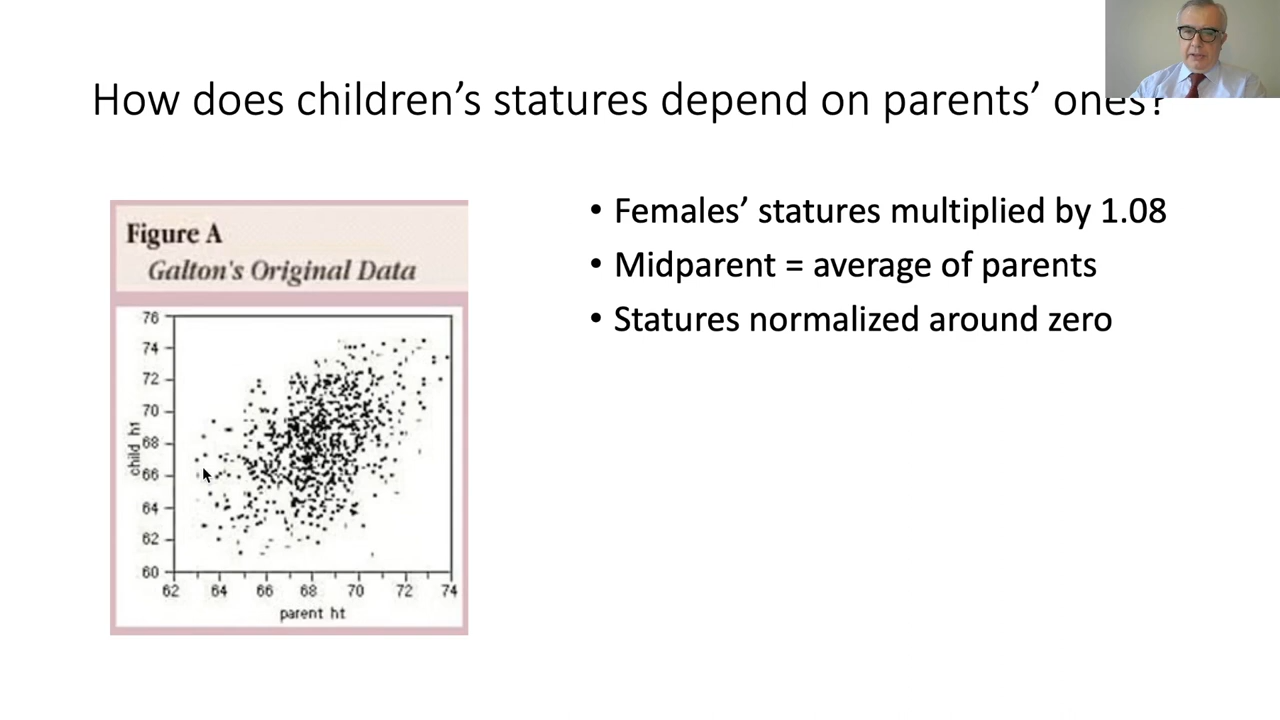 How does children's statures depend on parents' ones?
Figure A
Galton's Original Data
76
74
72
70
68
66
64
62
60
child ht
62 64 66 68 70 72 74
parent ht
• Females' statures multiplied by 1.08
• Midparent = average of parents
• Statures normalized around zero